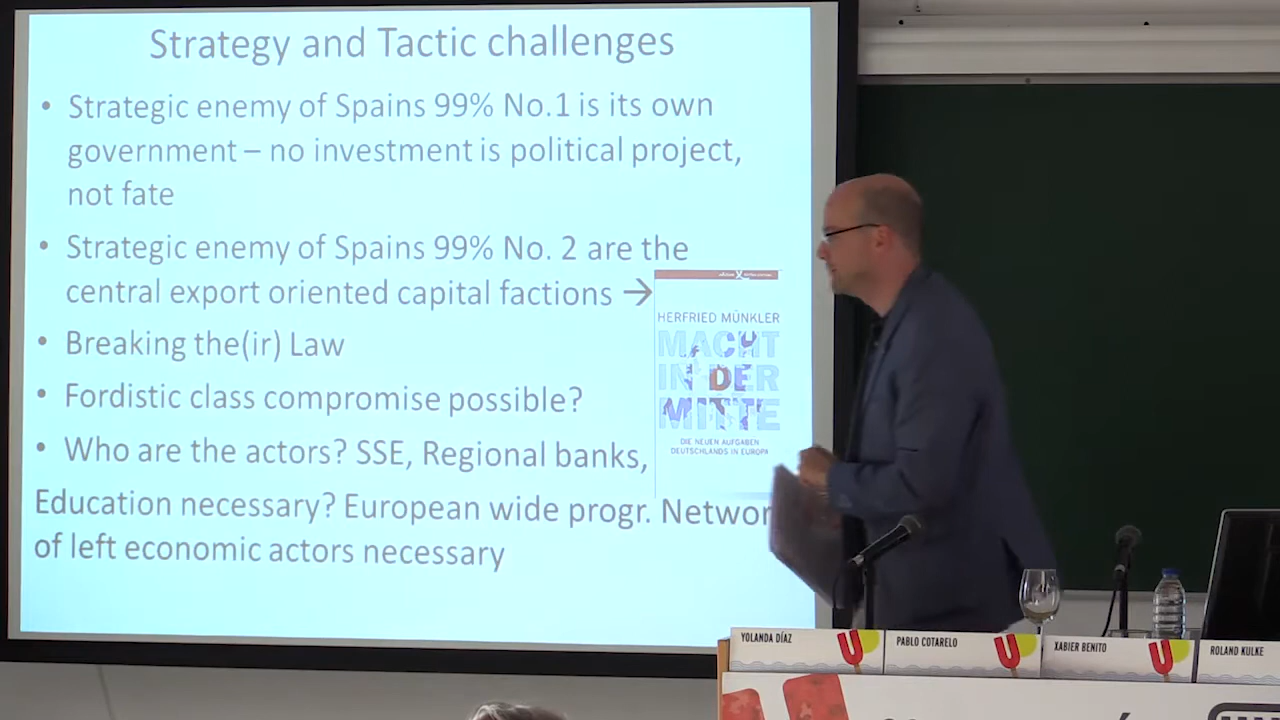 Strategy and Tactic challenges
• Strategic enemy of Spains 99% No.1 is its own
government – no investment is political project,
not fate
• Strategic enemy of Spains 99% No. 2 are the
central export oriented capital factions →
• Breaking the(ir) Law
• Fordistic class compromise possible?
• Who are the actors? SSE, Regional banks,
Education necessary? European wide progr. Networ
of left economic actors necessary
HERFRIED MÜNKLER
MACHT
IN DER
MITTE
DIE NEUEN AUFGABEN
DEUTSCHLANDS IN EUROPA
YOLANDA DÍAZ
PABLO COTARELO
XABIER BENITO
ROLAND KULKE